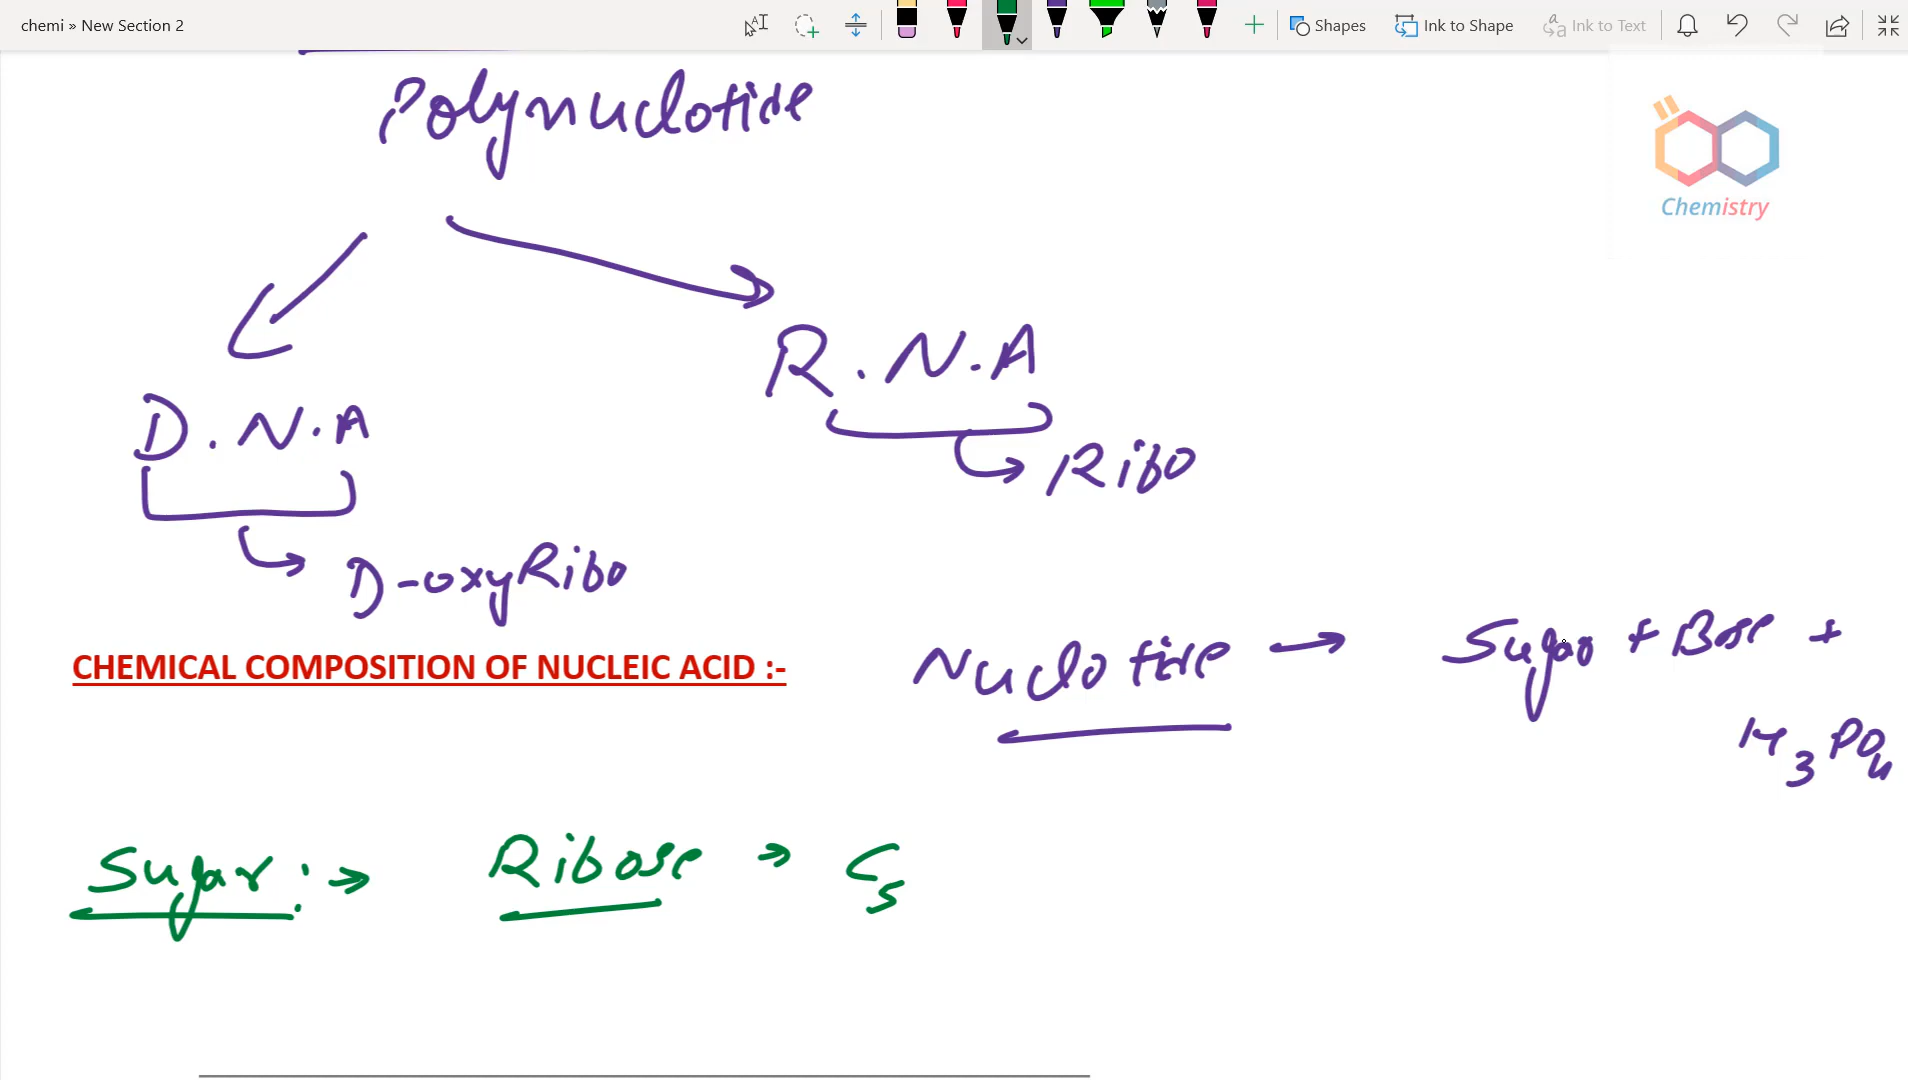 chemi » New Section 2
Shapes
Ink to Shape
Ink to Text
Polynuclotide
Chemistry
R.N.A
D.N.A
Ribo
D-oxyRibo
Nuclotide → Sugar + Base +
CHEMICAL COMPOSITION OF NUCLEIC ACID :-
H3PO4
Sugar :→ Ribose → C5